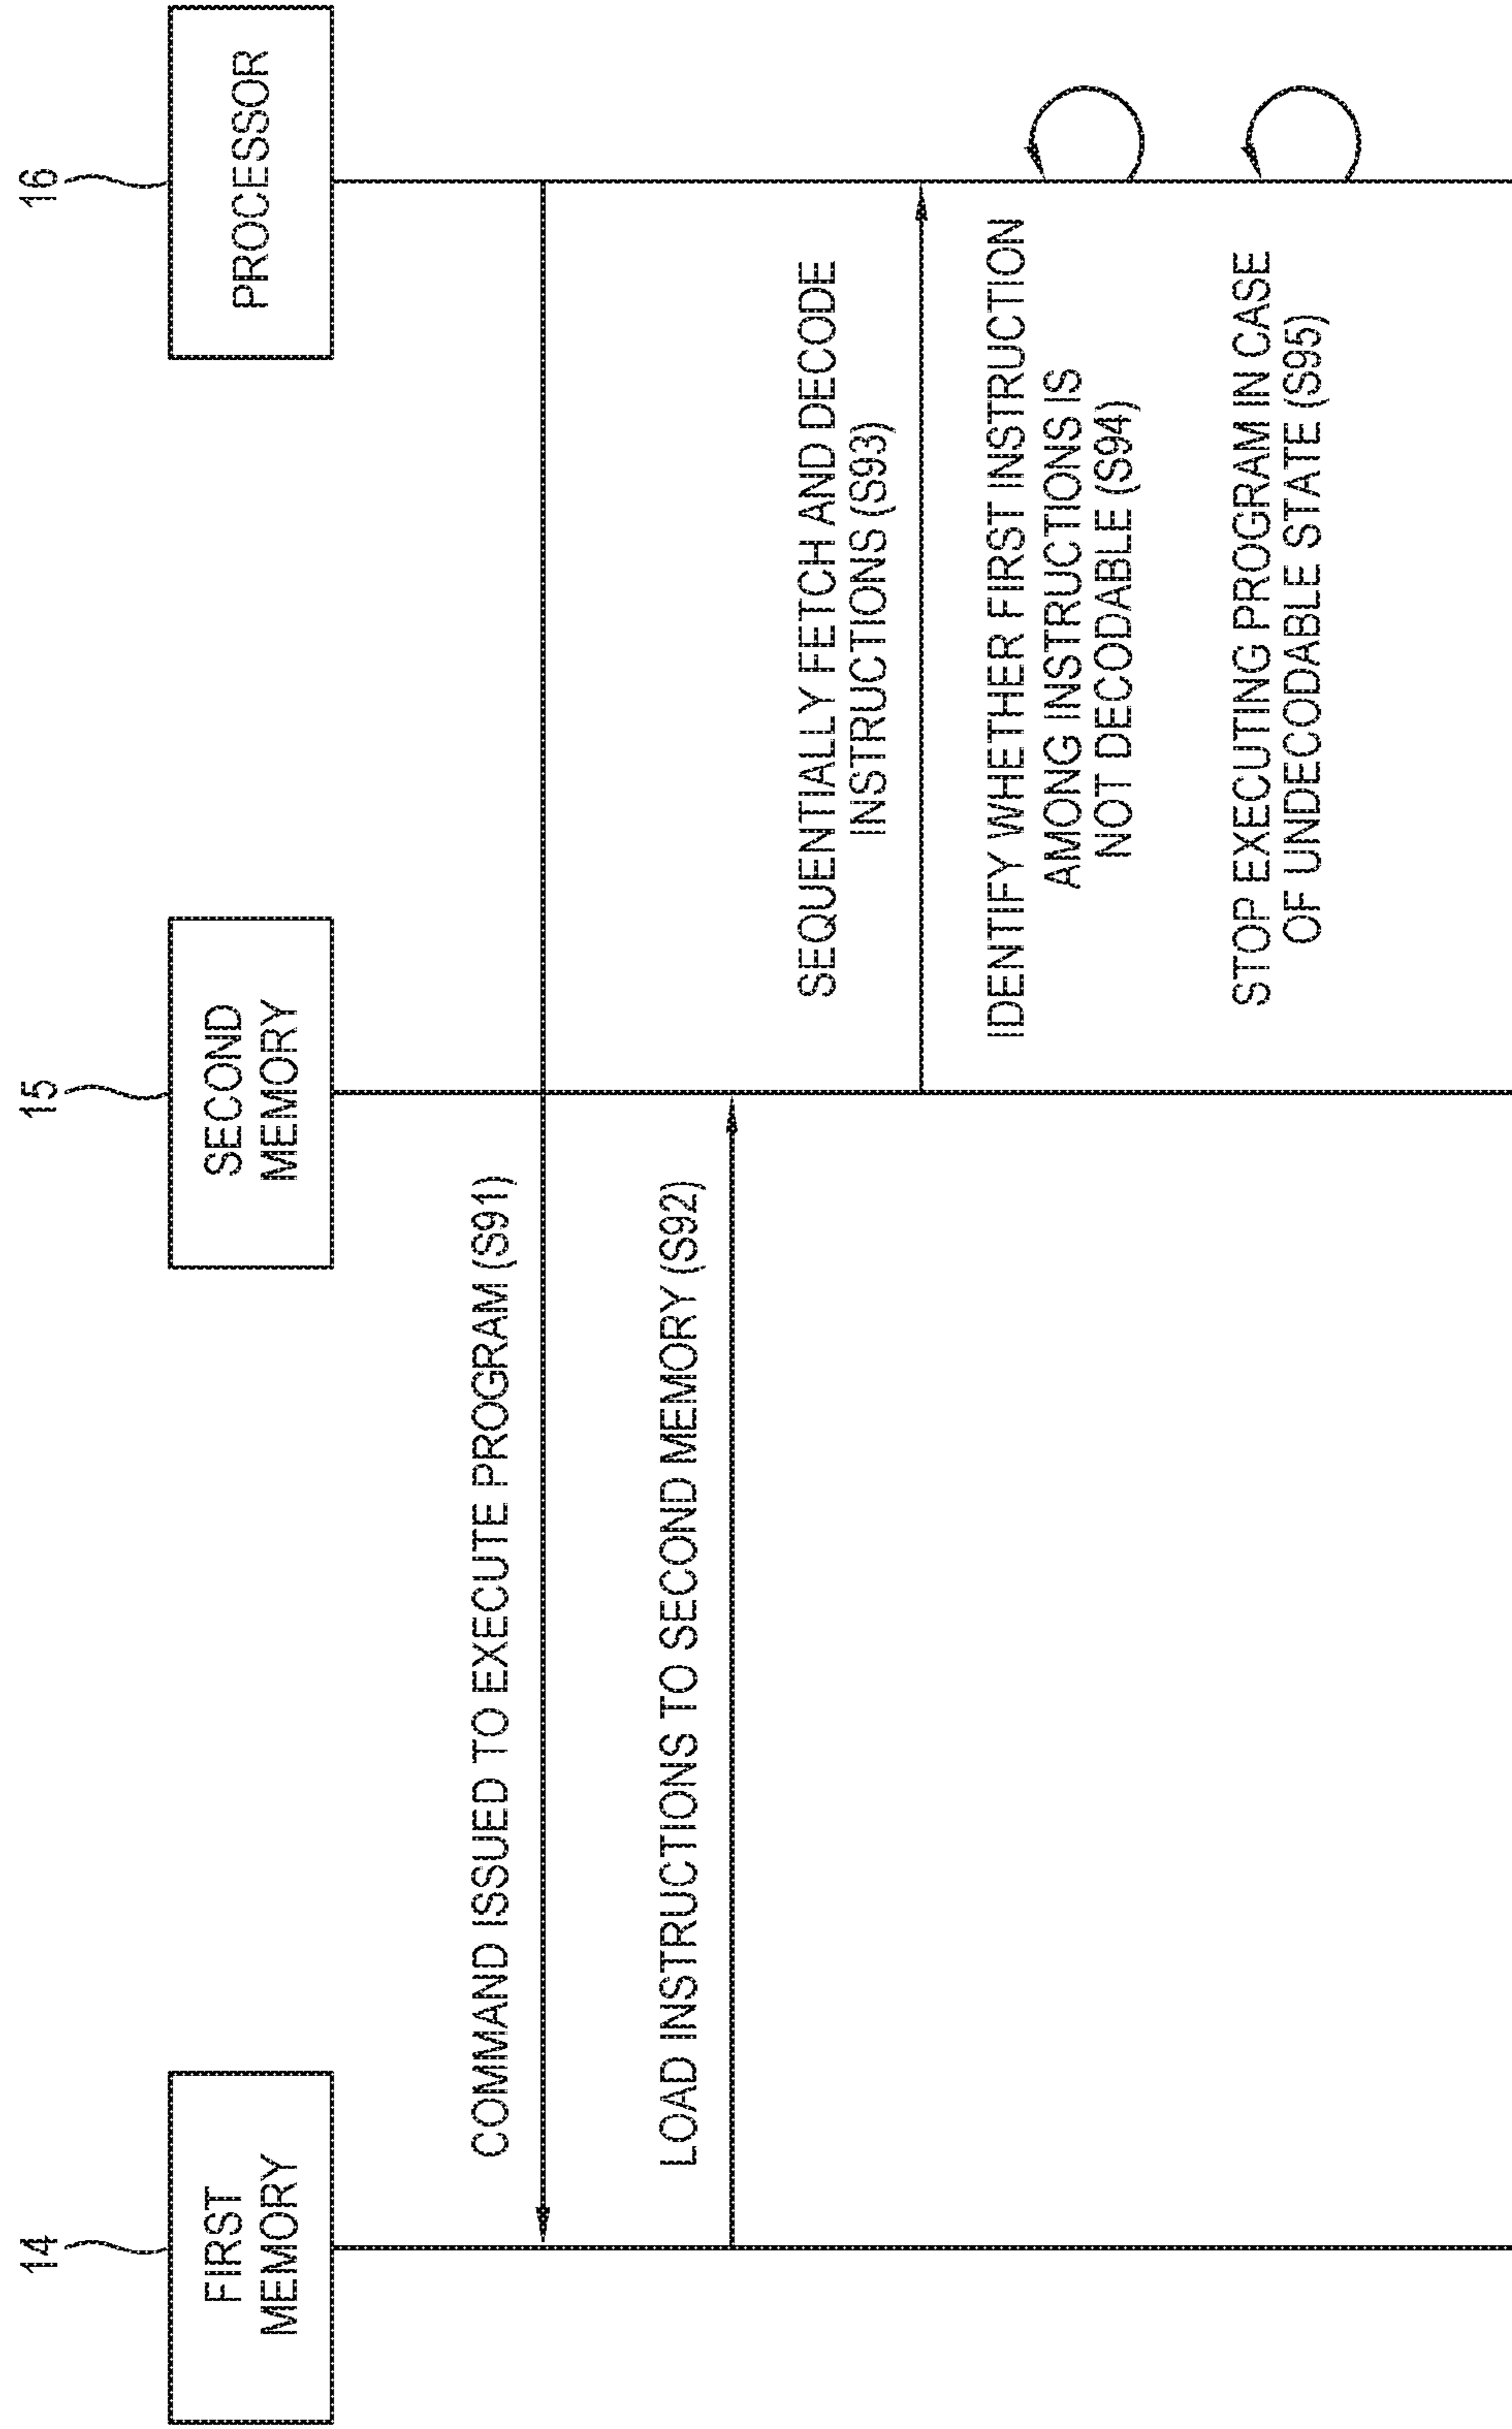 14
15
16
FIRST
MEMORY
SECOND
MEMORY
PROCESSOR
COMMAND ISSUED TO EXECUTE PROGRAM (S91)
LOAD INSTRUCTIONS TO SECOND MEMORY (S92)
SEQUENTIALLY FETCH AND DECODE
INSTRUCTIONS (S93)
IDENTIFY WHETHER FIRST INSTRUCTION
AMONG INSTRUCTIONS IS
NOT DECODABLE (S94)
STOP EXECUTING PROGRAM IN CASE
OF UNDECODABLE STATE (S95)